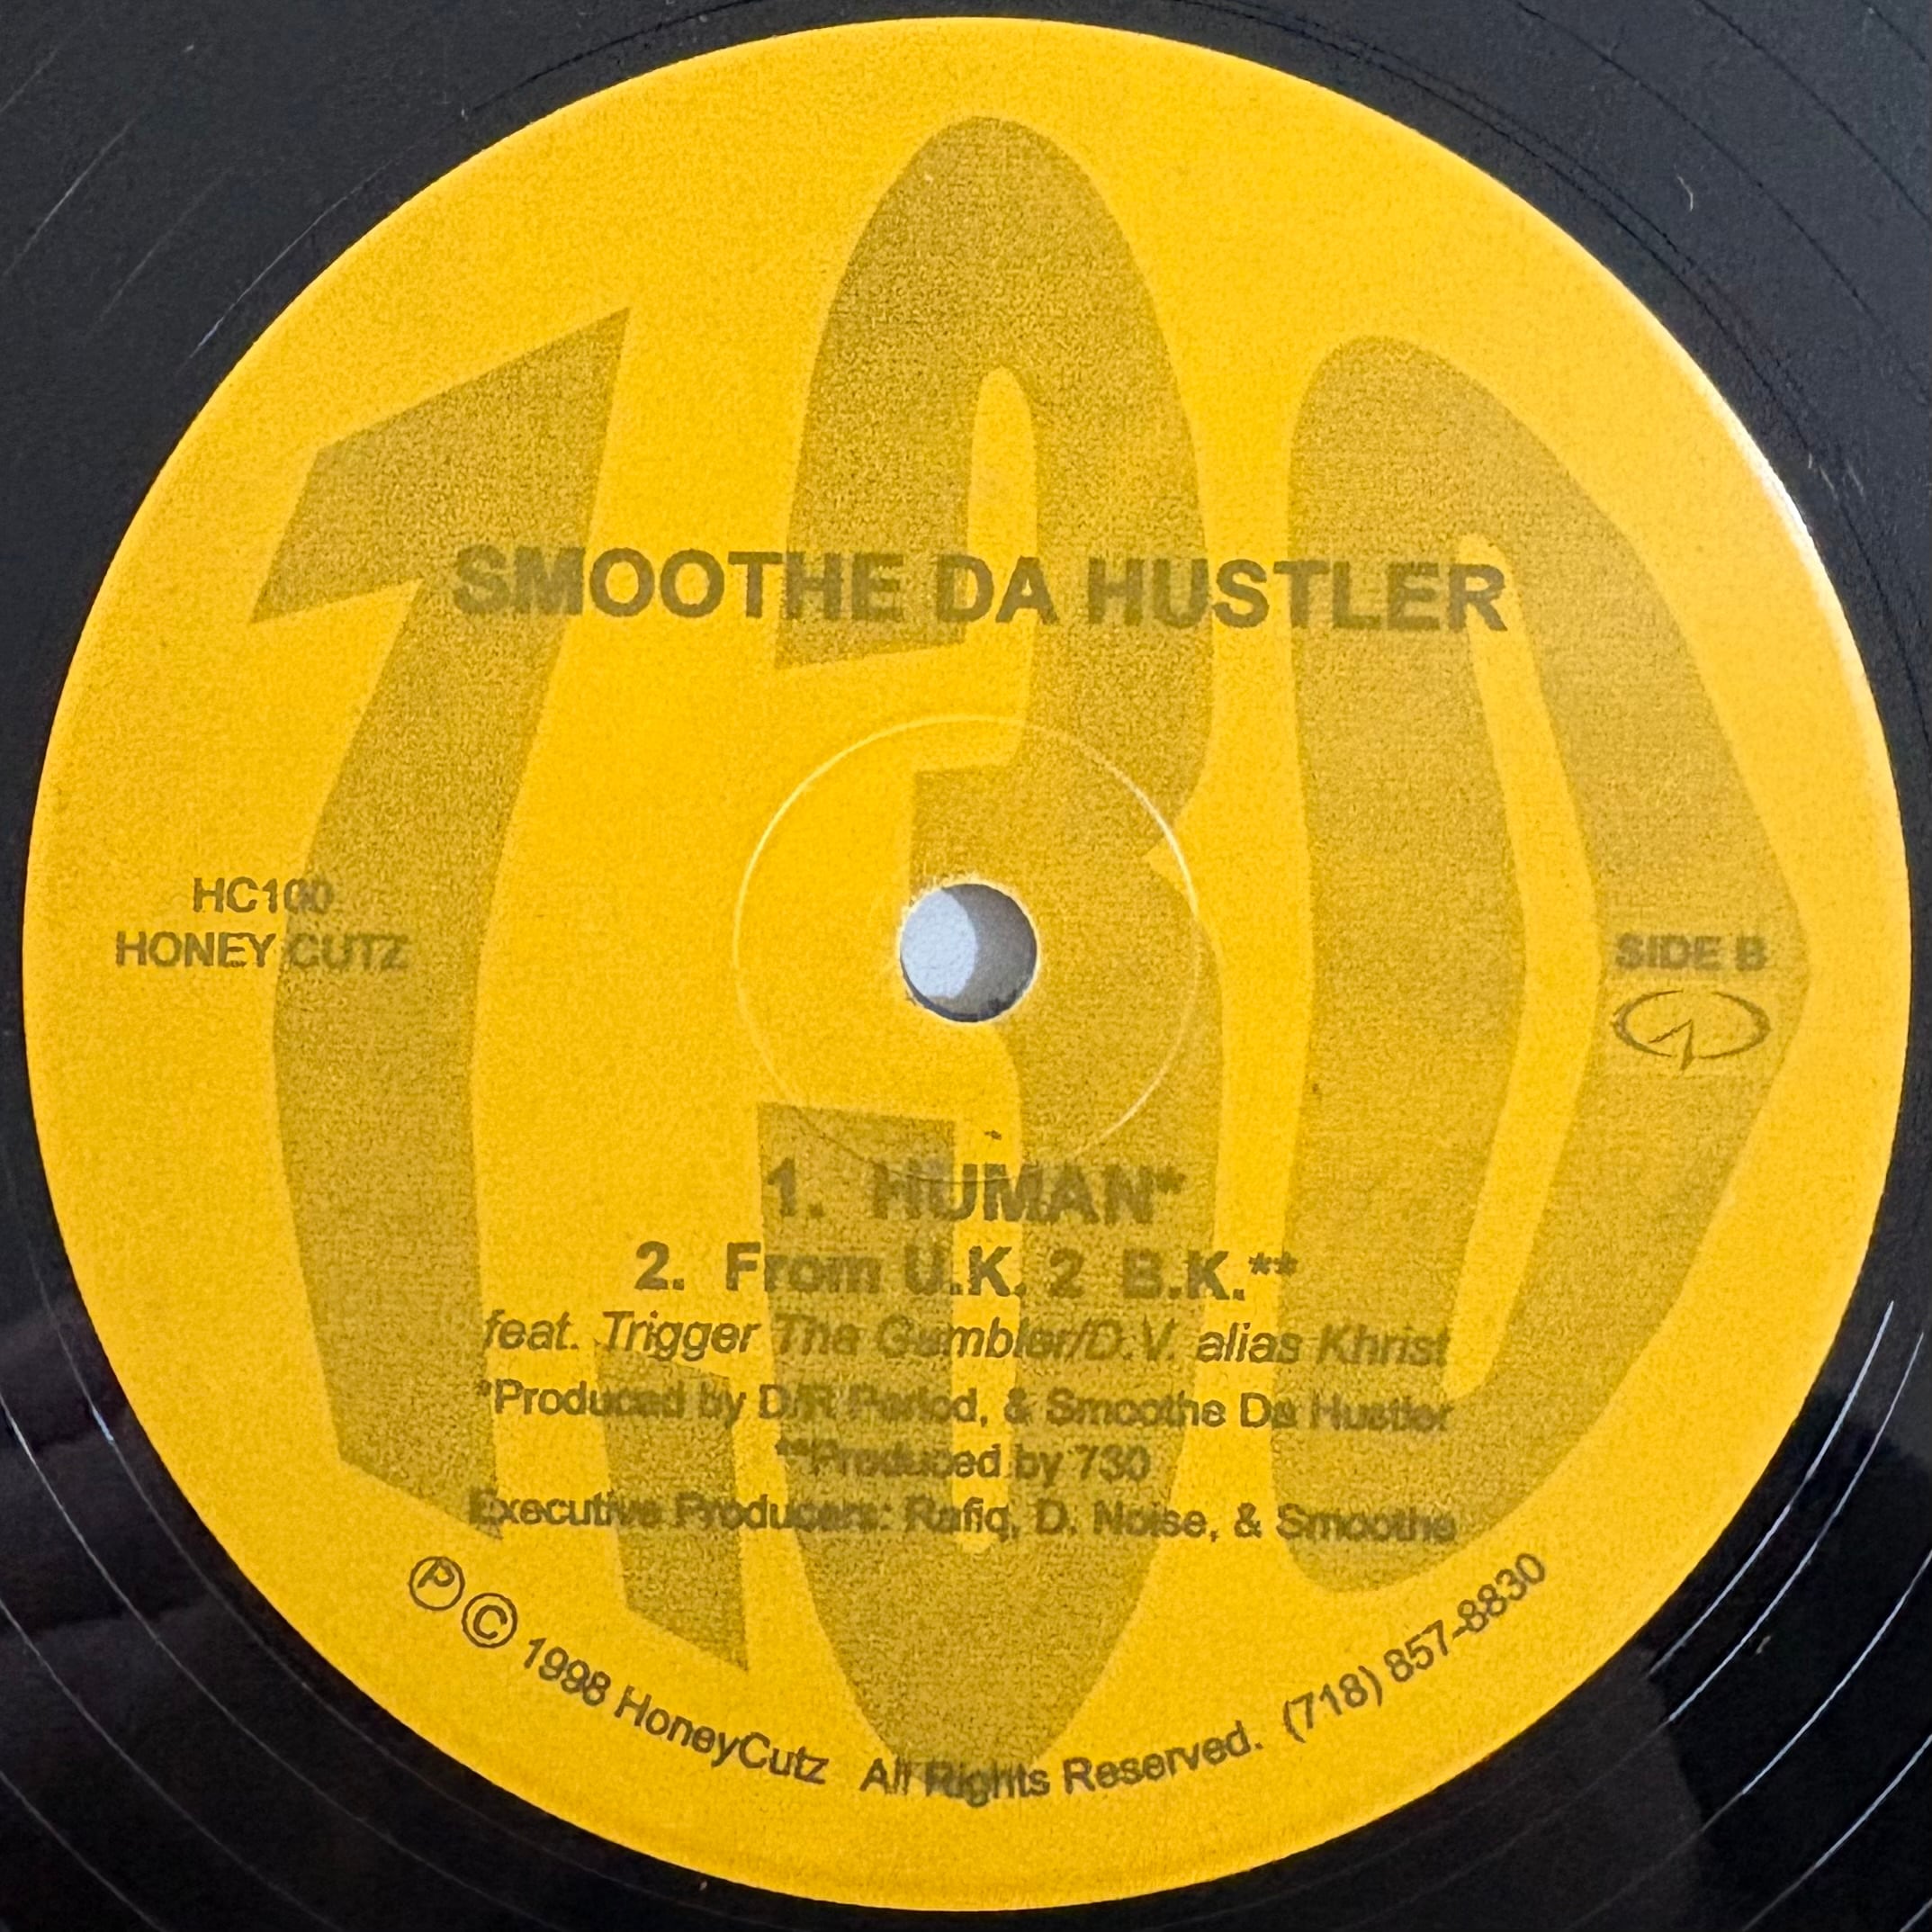 730
SMOOTHE DA HUSTLER
HC100
HONEY CUTZ
SIDE B
1. HUMAN*
2. From U.K. 2 B.K.**
feat. Trigger Tha Gambler/D.V. alias Khrist
*Produced by D/R Period, & Smoothe Da Hustler
**Produced by 730
Executive Producers: Rafiq, D. Noise, & Smoothe
Ⓟ © 1998 HoneyCutz All Rights Reserved. (718) 857-8830